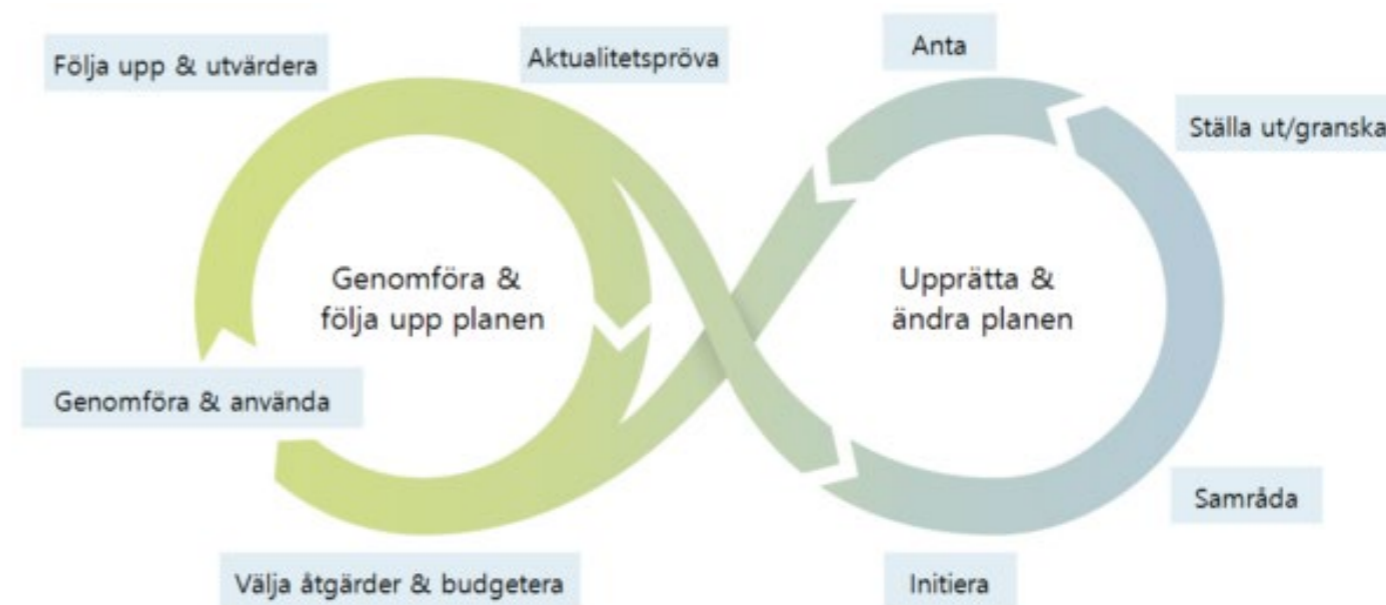 Anta
Följa upp & utvärdera
Aktualitetspröva
Ställa ut/granska
Genomföra &
följa upp planen
Upprätta &
ändra planen
Genomföra & använda
Samråda
Välja åtgärder & budgetera
Initiera